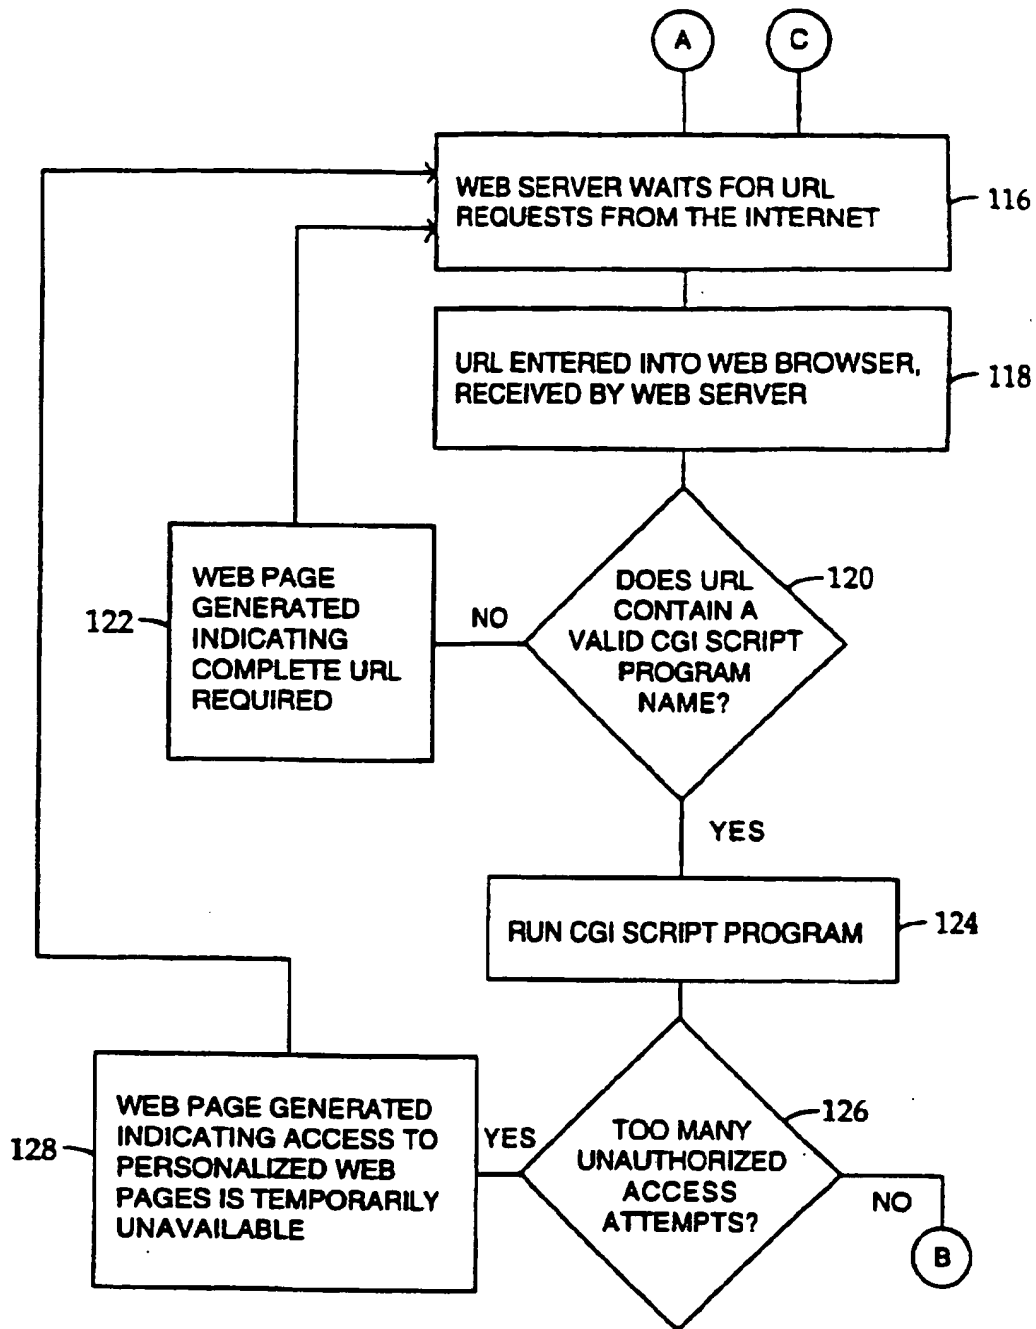 A
C
WEB SERVER WAITS FOR URL
REQUESTS FROM THE INTERNET
116
URL ENTERED INTO WEB BROWSER,
RECEIVED BY WEB SERVER
118
DOES URL
CONTAIN A
VALID CGI SCRIPT
PROGRAM
NAME?
120
NO
WEB PAGE
GENERATED
INDICATING
COMPLETE URL
REQUIRED
122
YES
RUN CGI SCRIPT PROGRAM
124
TOO MANY
UNAUTHORIZED
ACCESS
ATTEMPTS?
126
YES
WEB PAGE GENERATED
INDICATING ACCESS TO
PERSONALIZED WEB
PAGES IS TEMPORARILY
UNAVAILABLE
128
NO
B